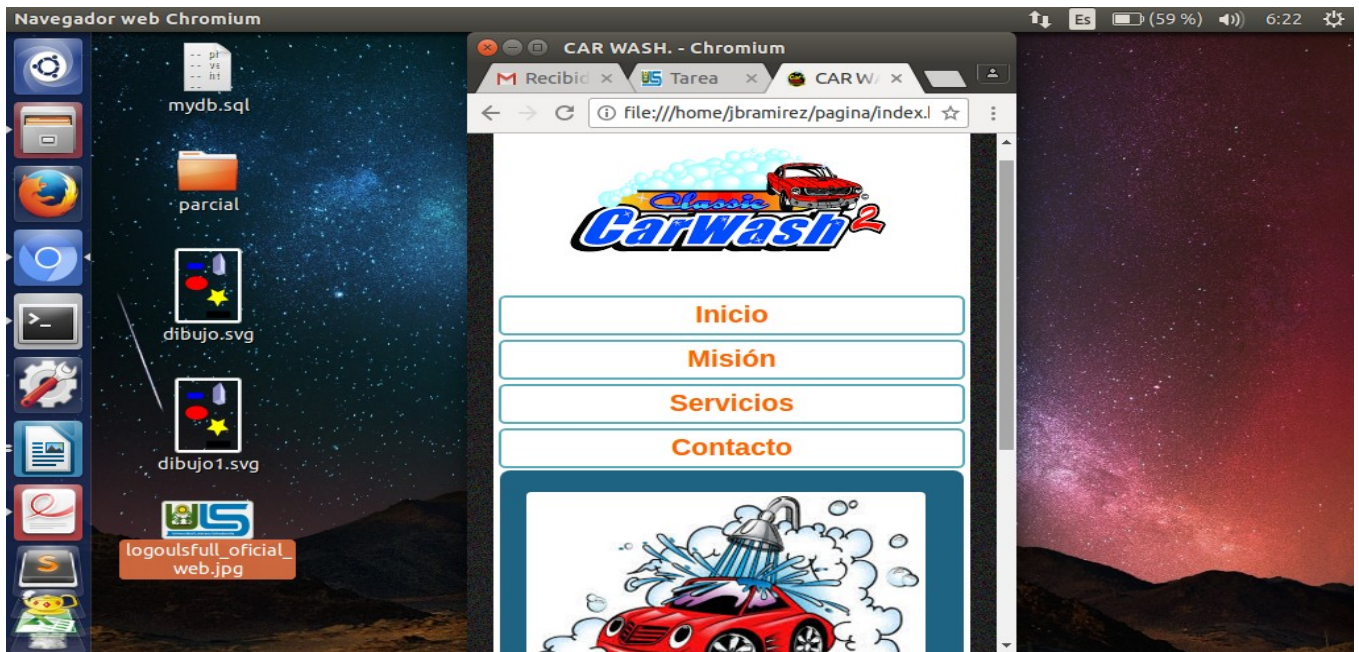 Navegador web Chromium
Es
(59 %)
6:22
mydb.sql
parcial
dibujo.svg
dibujo1.svg
ULS
logoulsfull_oficial_
web.jpg
CAR WASH. - Chromium
Recibid
Tarea
CAR W
file:///home/jbramirez/pagina/index.
Classic
CarWash 2
Inicio
Misión
Servicios
Contacto